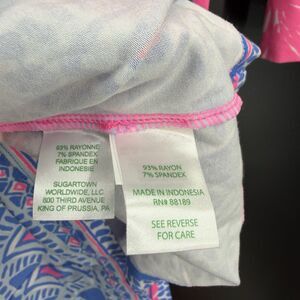 93% RAYONNE
7% SPANDEX
FABRIQUE EN
INDONESIE
SUGARTOWN
WORLDWIDE, LLC
800 THIRD AVENUE
KING OF PRUSSIA, PA
93% RAYON
7% SPANDEX
MADE IN INDONESIA
RN# 88189
SEE REVERSE
FOR CARE